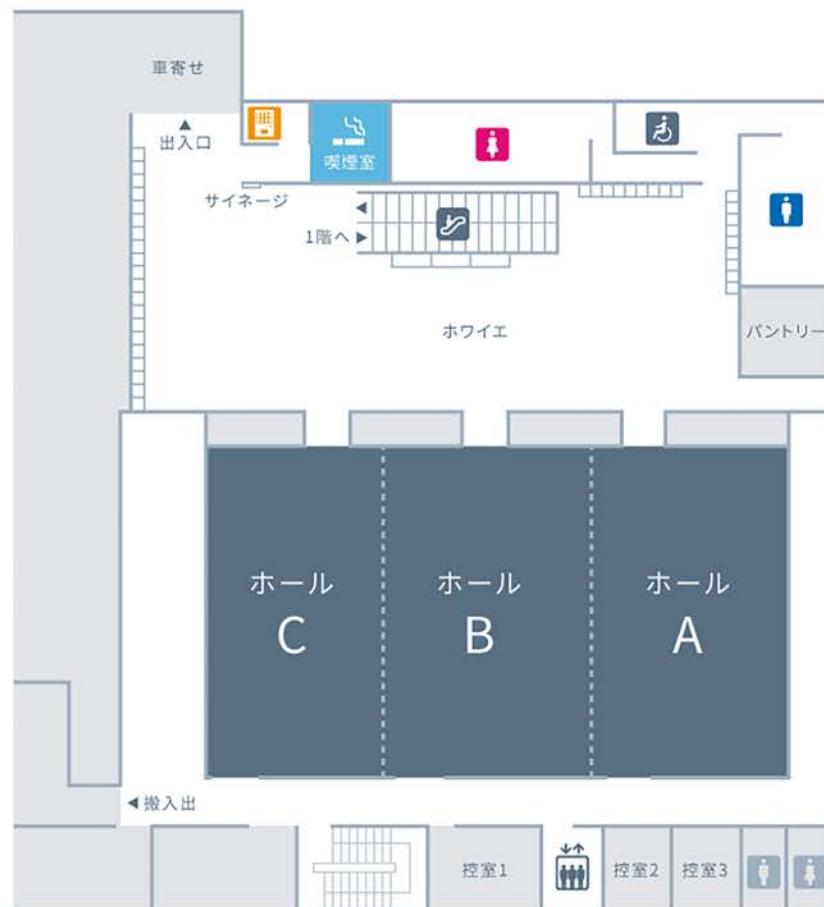 車寄せ
出入口
喫煙室
サイネージ
1階へ
ホワイエ
パントリー
ホール
C
ホール
B
ホール
A
搬入出
控室1
控室2
控室3